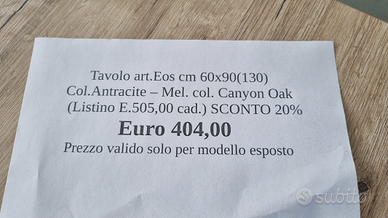 Tavolo art.Eos cm 60x90(130)
Col.Antracite – Mel. col. Canyon Oak
(Listino E.505,00 cad.) SCONTO 20%
Euro 404,00
Prezzo valido solo per modello esposto
subito